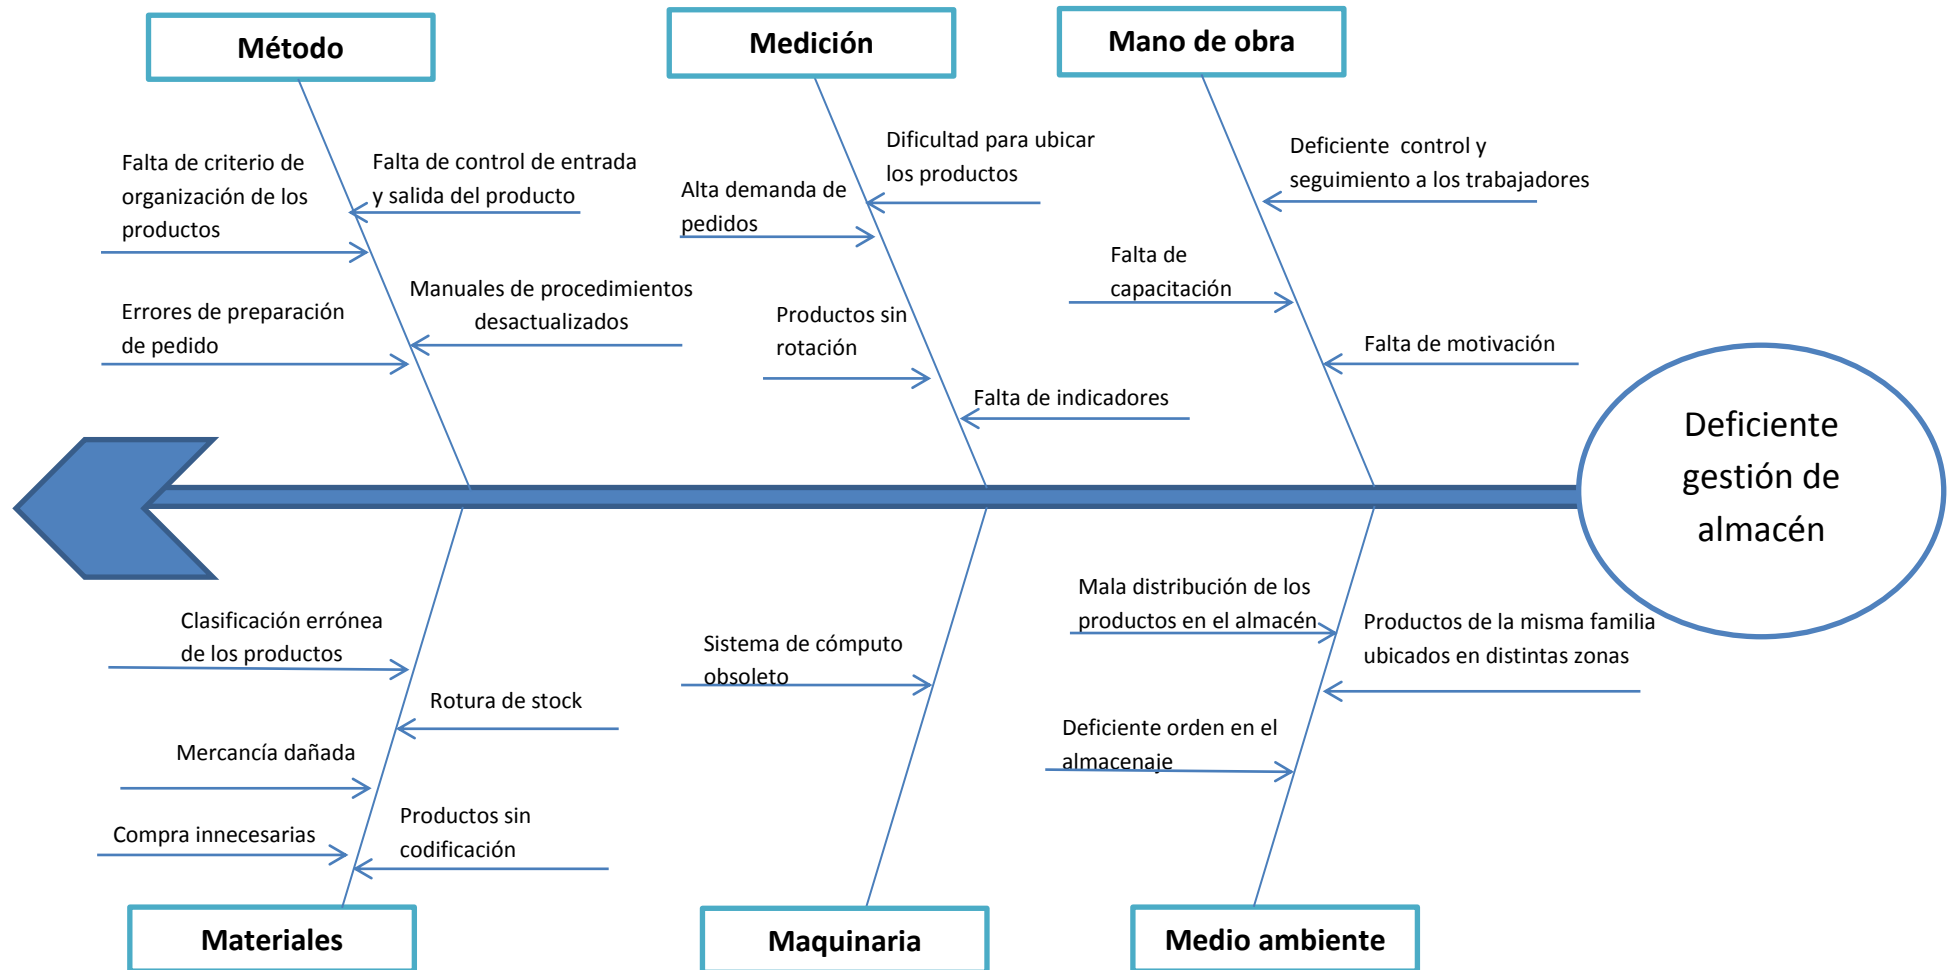 Método
Medición
Mano de obra
Falta de criterio de
organización de los
productos
Falta de control de entrada
y salida del producto
Errores de preparación
de pedido
Manuales de procedimientos
desactualizados
Dificultad para ubicar
los productos
Alta demanda de
pedidos
Productos sin
rotación
Falta de indicadores
Deficiente  control y
seguimiento a los trabajadores
Falta de
capacitación
Falta de motivación
Deficiente
gestión de
almacén
Clasificación errónea
de los productos
Rotura de stock
Mercancía dañada
Compra innecesarias
Productos sin
codificación
Sistema de cómputo
obsoleto
Mala distribución de los
productos en el almacén
Productos de la misma familia
ubicados en distintas zonas
Deficiente orden en el
almacenaje
Materiales
Maquinaria
Medio ambiente